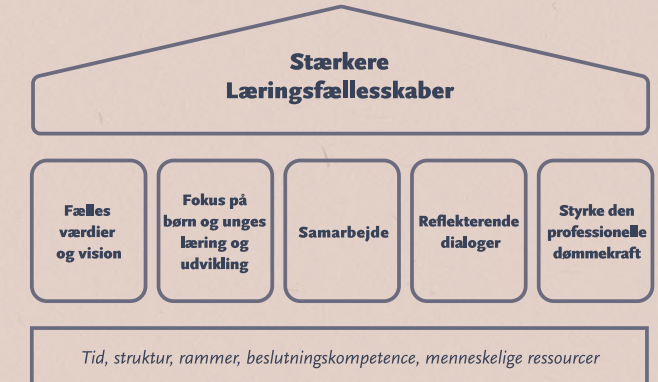 Stærkere
Læringsfællesskaber
Fælles
værdier
og vision
Fokus på
børn og unges
læring og
udvikling
Samarbejde
Reflekterende
dialoger
Styrke den
professionelle
dømmekraft
Tid, struktur, rammer, beslutningskompetence, menneskelige ressourcer